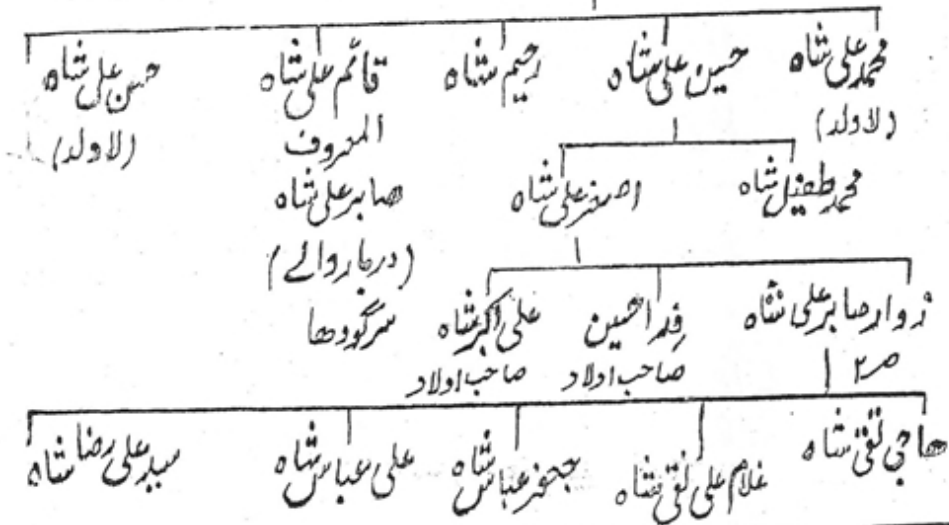 محمد علی شاہ حسین علی شاہ رحیم شاہ قائم علی شاہ حسن علی شاہ
(لاولد) المعروف (لاولد)
محمد طفیل شاہ اصغر علی شاہ صابر علی شاہ
(دربار والے)
زوار صابر علی شاہ فدا حسین علی اکبر شاہ سرگودھا
صاحب اولاد صاحب اولاد
حاجی نقی شاہ غلام علی نقی شاہ جعفر عباس شاہ علی عباس شاہ سید علی رضا شاہ